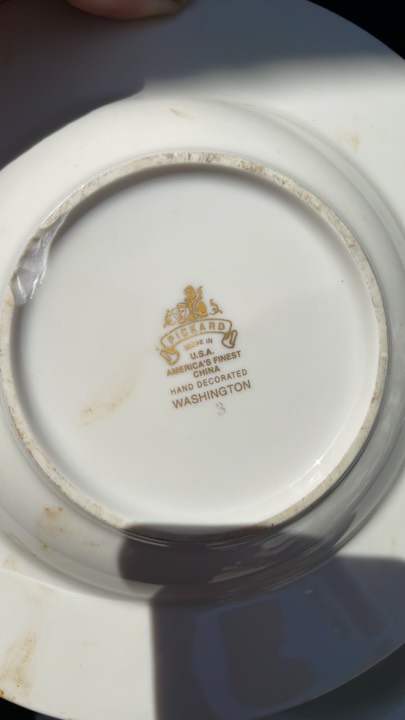 PICKARD
MADE IN
U.S.A.
AMERICA'S FINEST
CHINA
HAND DECORATED
WASHINGTON
3